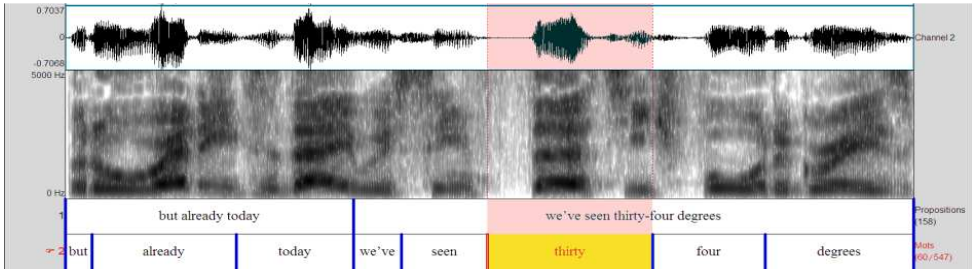 0.7037
0
-0.7068
Channel 2
5000 Hz
0 Hz
1 but already today we've seen thirty-four degrees Propositions (158)
2 but already today we've seen thirty four degrees Mots (60/547)